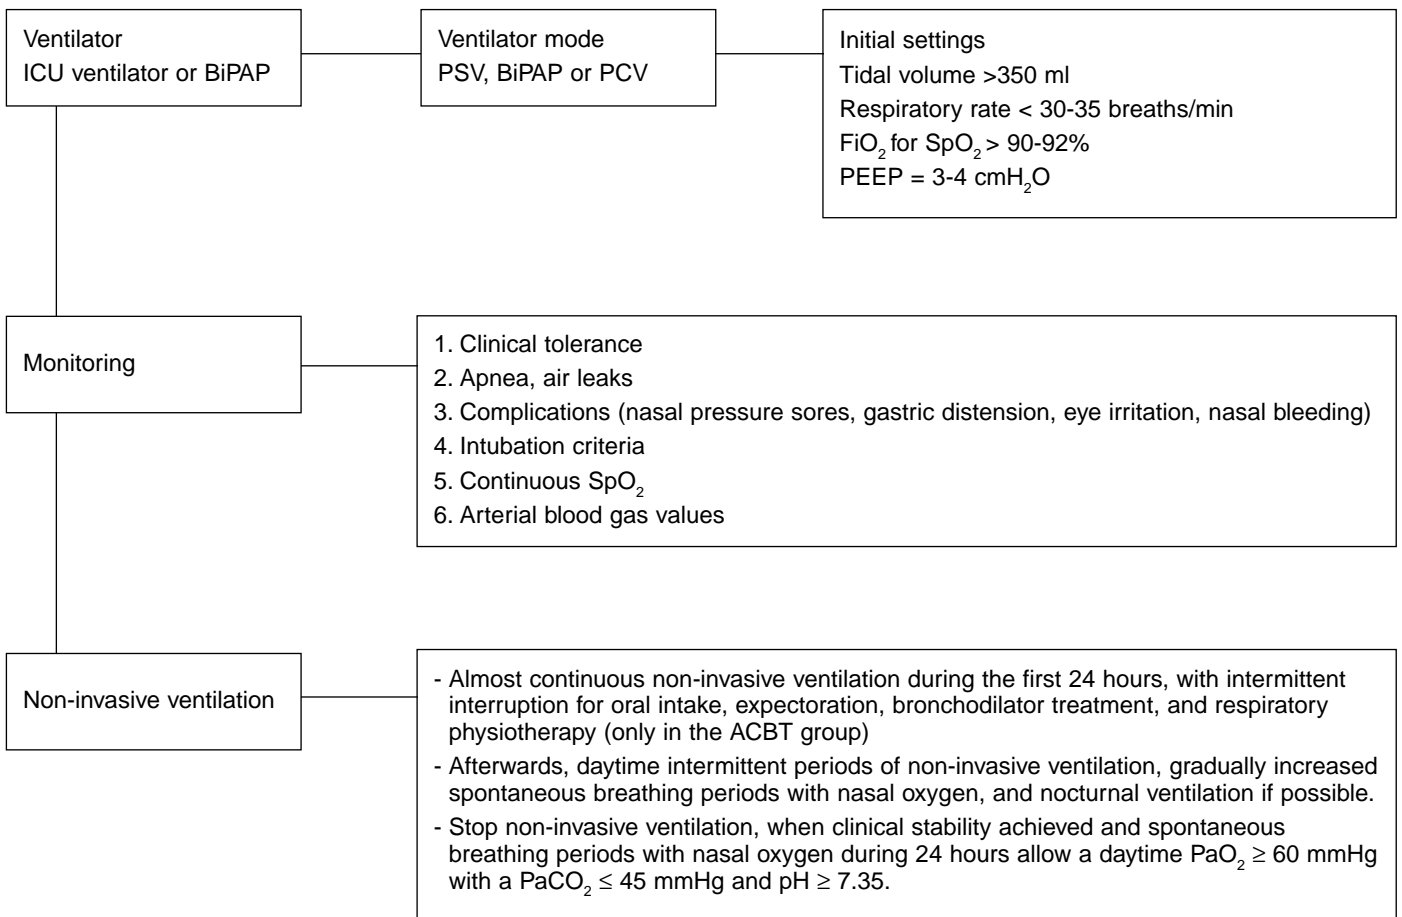 Ventilator
ICU ventilator or BiPAP
Ventilator mode
PSV, BiPAP or PCV
Initial settings
Tidal volume >350 ml
Respiratory rate < 30-35 breaths/min
FiO₂ for SpO₂ > 90-92%
PEEP = 3-4 cmH₂O
Monitoring
1. Clinical tolerance
2. Apnea, air leaks
3. Complications (nasal pressure sores, gastric distension, eye irritation, nasal bleeding)
4. Intubation criteria
5. Continuous SpO₂
6. Arterial blood gas values
Non-invasive ventilation
- Almost continuous non-invasive ventilation during the first 24 hours, with intermittent
interruption for oral intake, expectoration, bronchodilator treatment, and respiratory
physiotherapy (only in the ACBT group)
- Afterwards, daytime intermittent periods of non-invasive ventilation, gradually increased
spontaneous breathing periods with nasal oxygen, and nocturnal ventilation if possible.
- Stop non-invasive ventilation, when clinical stability achieved and spontaneous
breathing periods with nasal oxygen during 24 hours allow a daytime PaO₂ ≥ 60 mmHg
with a PaCO₂ ≤ 45 mmHg and pH ≥ 7.35.